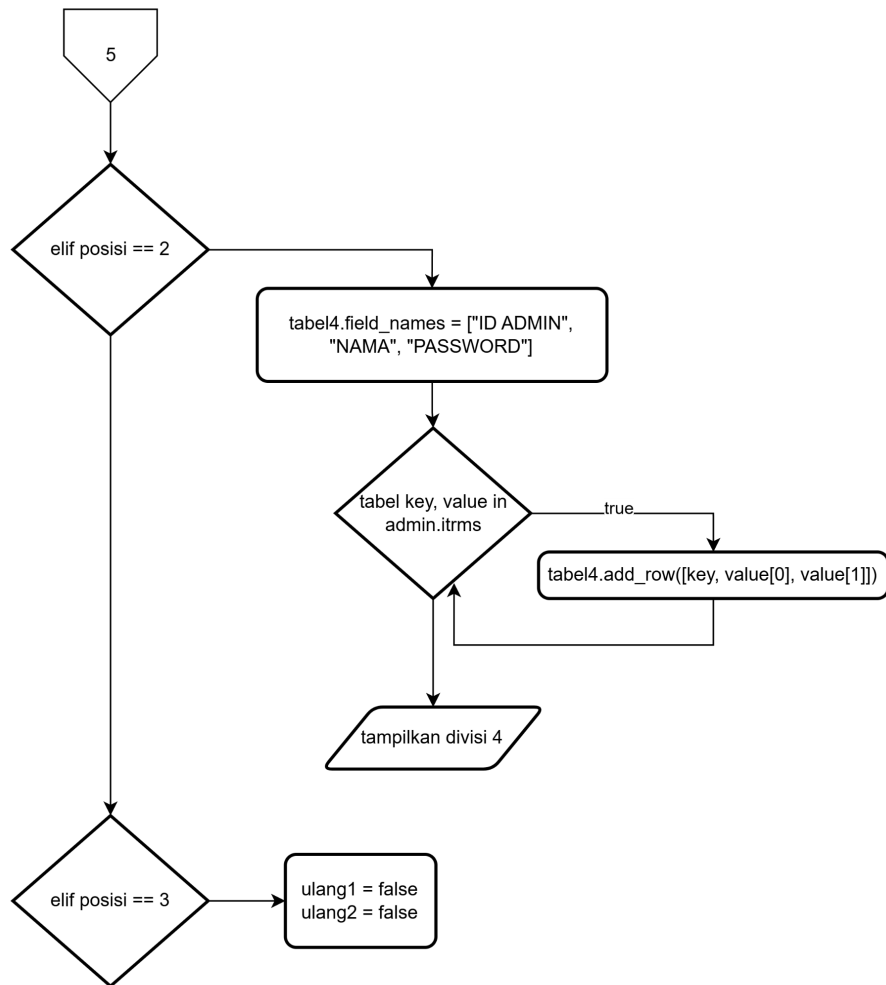 5
elif posisi == 2
tabel4.field_names = ["ID ADMIN",
"NAMA", "PASSWORD"]
tabel key, value in
admin.itrms
true
tabel4.add_row([key, value[0], value[1]])
tampilkan divisi 4
elif posisi == 3
ulang1 = false
ulang2 = false